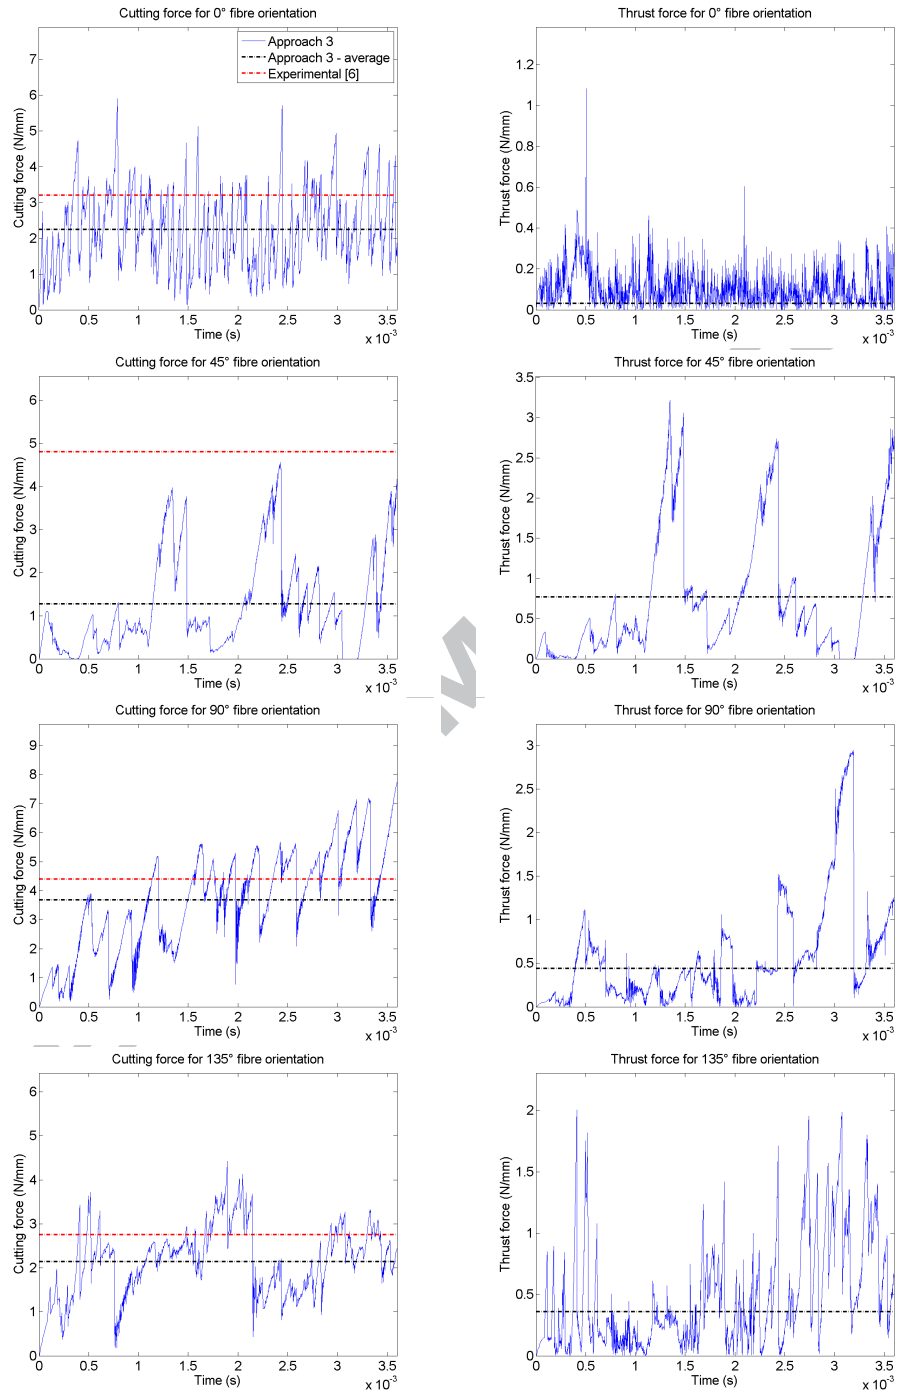 Cutting force for 0° fibre orientation
Cutting force (N/mm)
7
6
5
4
3
2
1
0
Approach 3
Approach 3 - average
Experimental [6]
0 0.5 1 1.5 2 2.5 3 3.5
Time (s)
x 10⁻³
Thrust force for 0° fibre orientation
Thrust force (N/mm)
1.2
1
0.8
0.6
0.4
0.2
0
0 0.5 1 1.5 2 2.5 3 3.5
Time (s)
x 10⁻³
Cutting force for 45° fibre orientation
Cutting force (N/mm)
6
5
4
3
2
1
0
0 0.5 1 1.5 2 2.5 3 3.5
Time (s)
x 10⁻³
Thrust force for 45° fibre orientation
Thrust force (N/mm)
3.5
3
2.5
2
1.5
1
0.5
0
0 0.5 1 1.5 2 2.5 3 3.5
Time (s)
x 10⁻³
M
Cutting force for 90° fibre orientation
Cutting force (N/mm)
9
8
7
6
5
4
3
2
1
0
0 0.5 1 1.5 2 2.5 3 3.5
Time (s)
x 10⁻³
Thrust force for 90° fibre orientation
Thrust force (N/mm)
3
2.5
2
1.5
1
0.5
0
0 0.5 1 1.5 2 2.5 3 3.5
Time (s)
x 10⁻³
Cutting force for 135° fibre orientation
Cutting force (N/mm)
6
5
4
3
2
1
0
0 0.5 1 1.5 2 2.5 3 3.5
Time (s)
x 10⁻³
Thrust force for 135° fibre orientation
Thrust force (N/mm)
2
1.5
1
0.5
0
0 0.5 1 1.5 2 2.5 3 3.5
Time (s)
x 10⁻³